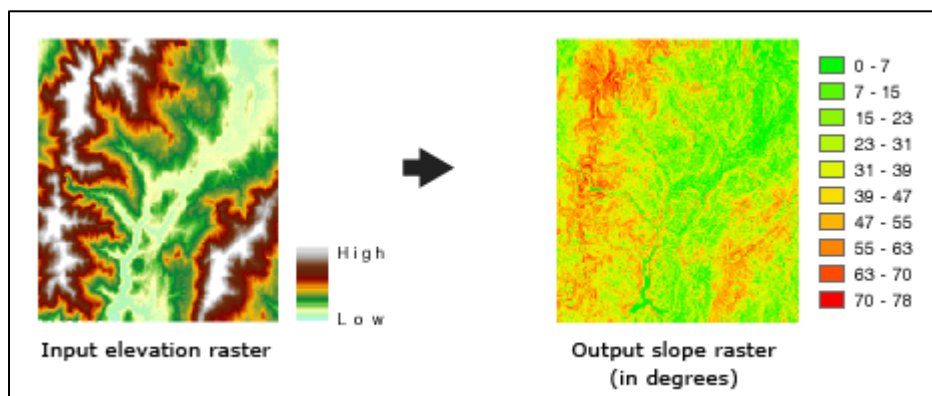 High
Low
Input elevation raster
Output slope raster
(in degrees)
0 - 7
7 - 15
15 - 23
23 - 31
31 - 39
39 - 47
47 - 55
55 - 63
63 - 70
70 - 78